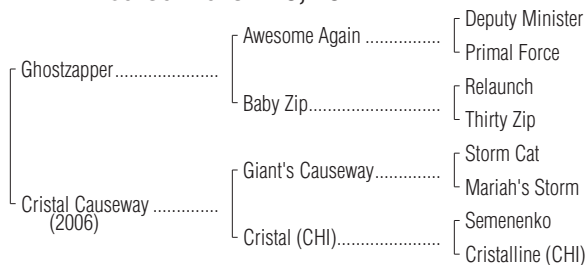 Deputy Minister
Awesome Again
Primal Force
Ghostzapper
Relaunch
Baby Zip
Thirty Zip
Storm Cat
Giant's Causeway
Mariah's Storm
Cristal Causeway
(2006)
Semenenko
Cristal (CHI)
Cristalline (CHI)